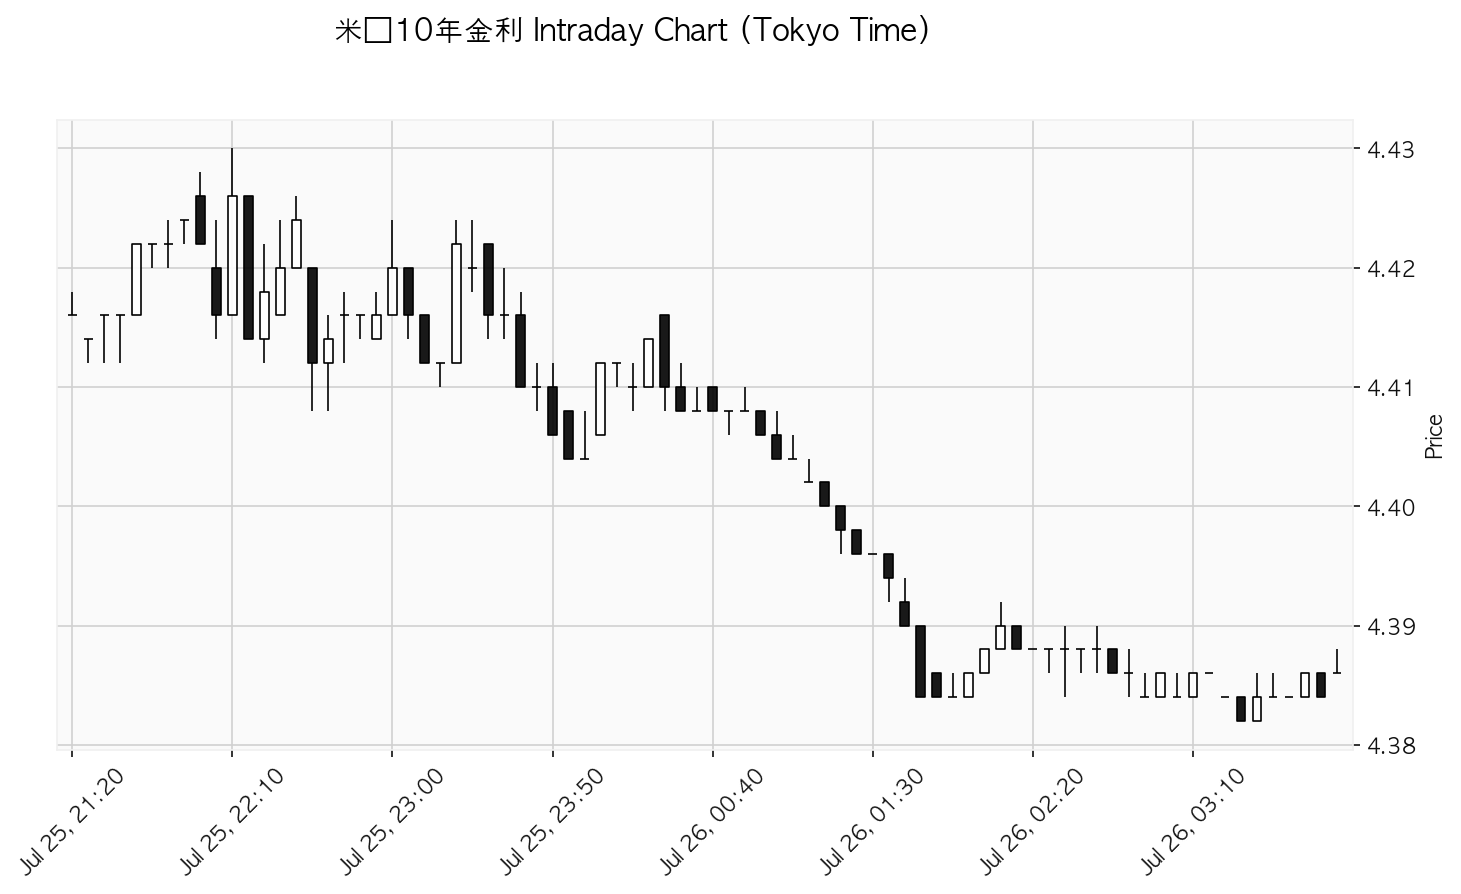 米□10年金利 Intraday Chart (Tokyo Time)
4.43
4.42
4.41
4.40
4.39
4.38
Price
Jul 25, 21:20
Jul 25, 22:10
Jul 25, 23:00
Jul 25, 23:50
Jul 26, 00:40
Jul 26, 01:30
Jul 26, 02:20
Jul 26, 03:10